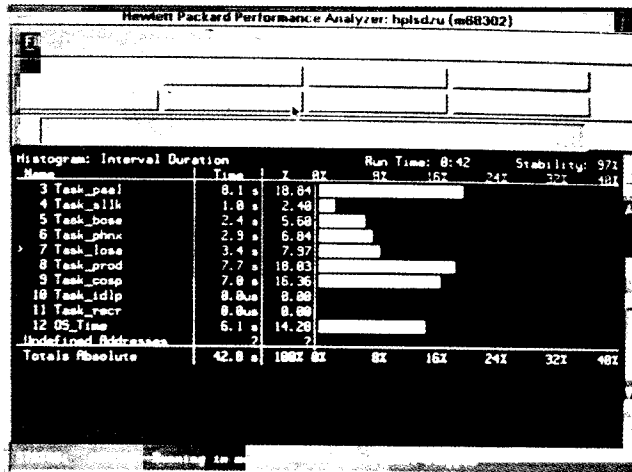 Hewlett Packard Performance Analyzer: hplsdzu (m68302)
Histogram: Interval Duration Run Time: 0:42 Stability: 97%
Name Time % 0% 8% 16% 24% 32% 40%
3 Task_paal 8.1 s 18.84
4 Task_sllk 1.0 s 2.40
5 Task_bose 2.4 s 5.60
6 Task_phnx 2.9 s 6.84
> 7 Task_losa 3.4 s 7.97
8 Task_prod 7.7 s 18.03
9 Task_cosp 7.0 s 16.36
10 Task_idlp 0.0us 0.00
11 Task_recr 0.0us 0.00
12 OS_Time 6.1 s 14.20
Undefined Addresses ? ?
Totals Absolute 42.8 s 100% 0% 8% 16% 24% 32% 40%
Running in